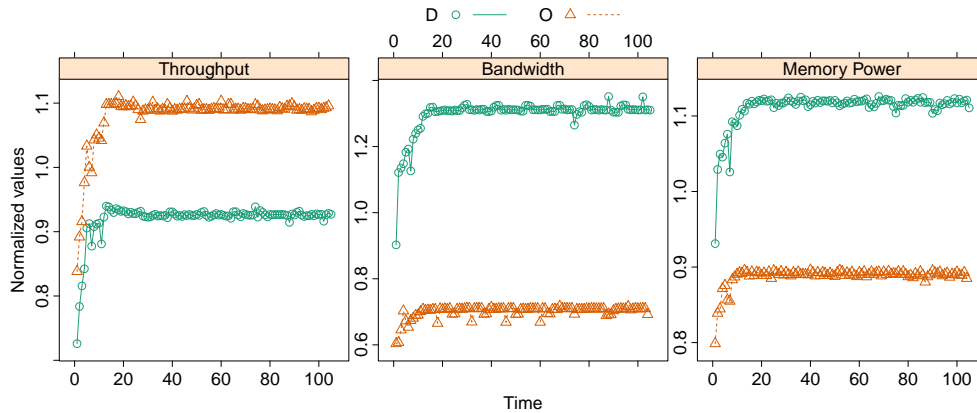 D O
0 20 40 60 80 100
Throughput Bandwidth Memory Power
Normalized values
0.8 0.9 1.0 1.1
0.6 0.8 1.0 1.2
0.8 0.9 1.0 1.1
0 20 40 60 80 100
0 20 40 60 80 100
Time